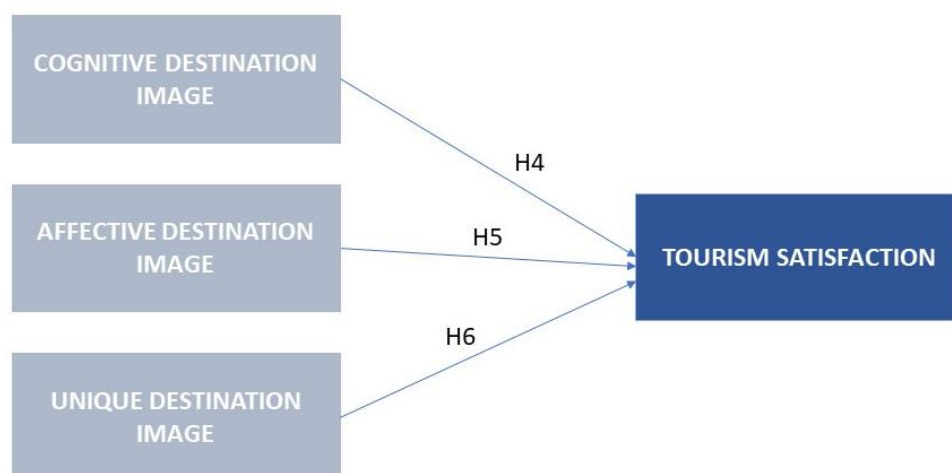 COGNITIVE DESTINATION
IMAGE
H4
AFFECTIVE DESTINATION
IMAGE
H5
TOURISM SATISFACTION
H6
UNIQUE DESTINATION
IMAGE